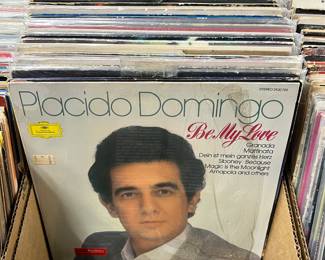 Placido Domingo
Be My Love
Granada
Mattinata
Dein ist mein ganzes Herz
Siboney · Because
Magic is the Moonlight
Amapola and others